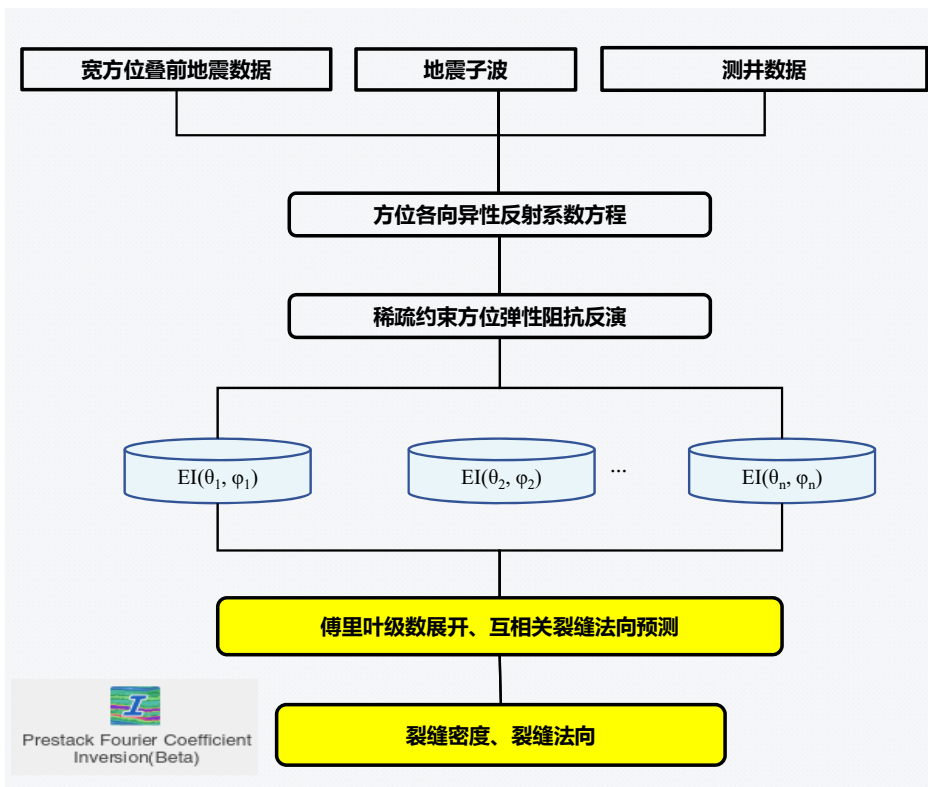 宽方位叠前地震数据
地震子波
测井数据
方位各向异性反射系数方程
稀疏约束方位弹性阻抗反演
EI(θ₁, φ₁)
EI(θ₂, φ₂)
...
EI(θₙ, φₙ)
傅里叶级数展开、互相关裂缝法向预测
裂缝密度、裂缝法向
I
Prestack Fourier Coefficient
Inversion(Beta)